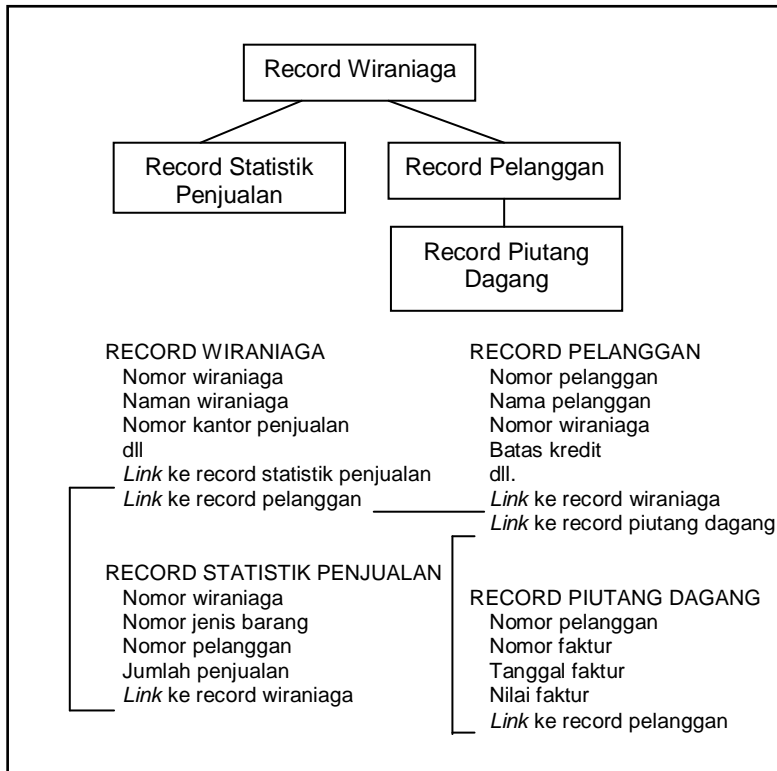 Record Wiraniaga
Record Statistik
Penjualan
Record Pelanggan
Record Piutang
Dagang
RECORD WIRANIAGA
Nomor wiraniaga
Naman wiraniaga
Nomor kantor penjualan
dll
Link ke record statistik penjualan
Link ke record pelanggan
RECORD PELANGGAN
Nomor pelanggan
Nama pelanggan
Nomor wiraniaga
Batas kredit
dll.
Link ke record wiraniaga
Link ke record piutang dagang
RECORD STATISTIK PENJUALAN
Nomor wiraniaga
Nomor jenis barang
Nomor pelanggan
Jumlah penjualan
Link ke record wiraniaga
RECORD PIUTANG DAGANG
Nomor pelanggan
Nomor faktur
Tanggal faktur
Nilai faktur
Link ke record pelanggan